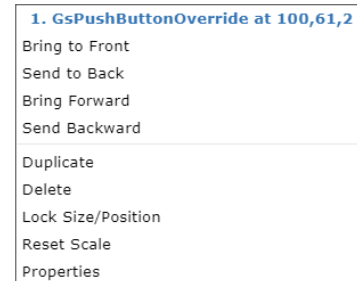 1. GsPushButtonOverride at 100,61,2
Bring to Front
Send to Back
Bring Forward
Send Backward
Duplicate
Delete
Lock Size/Position
Reset Scale
Properties